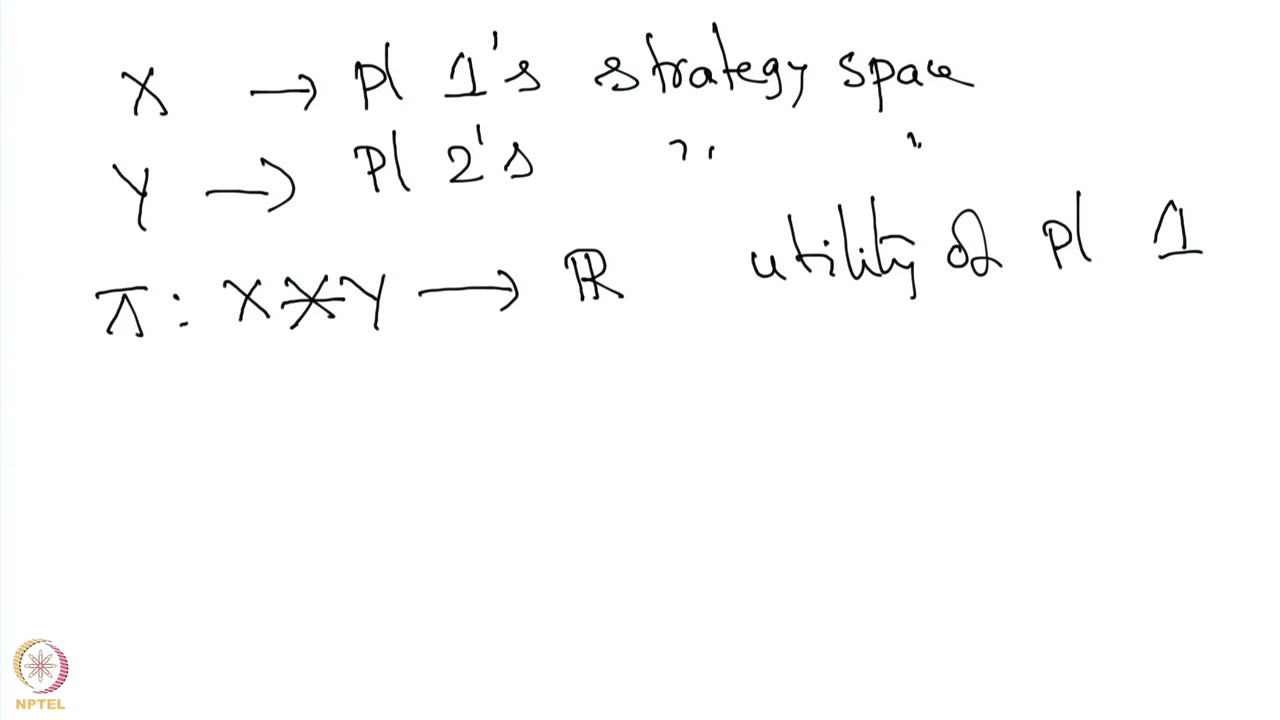 X → Pl 1's strategy space
Y → Pl 2's " "
π: X × Y → ℝ utility of Pl 1
NPTEL